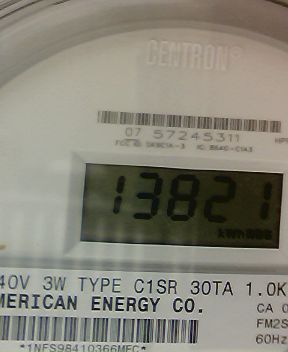 CENTRON®
07 57245311
13821
kWh
40V 3W TYPE C1SR 30TA 1.0K
MERICAN ENERGY CO.
CA 0
FM2S
60Hz
*1NFS98410366MFC*